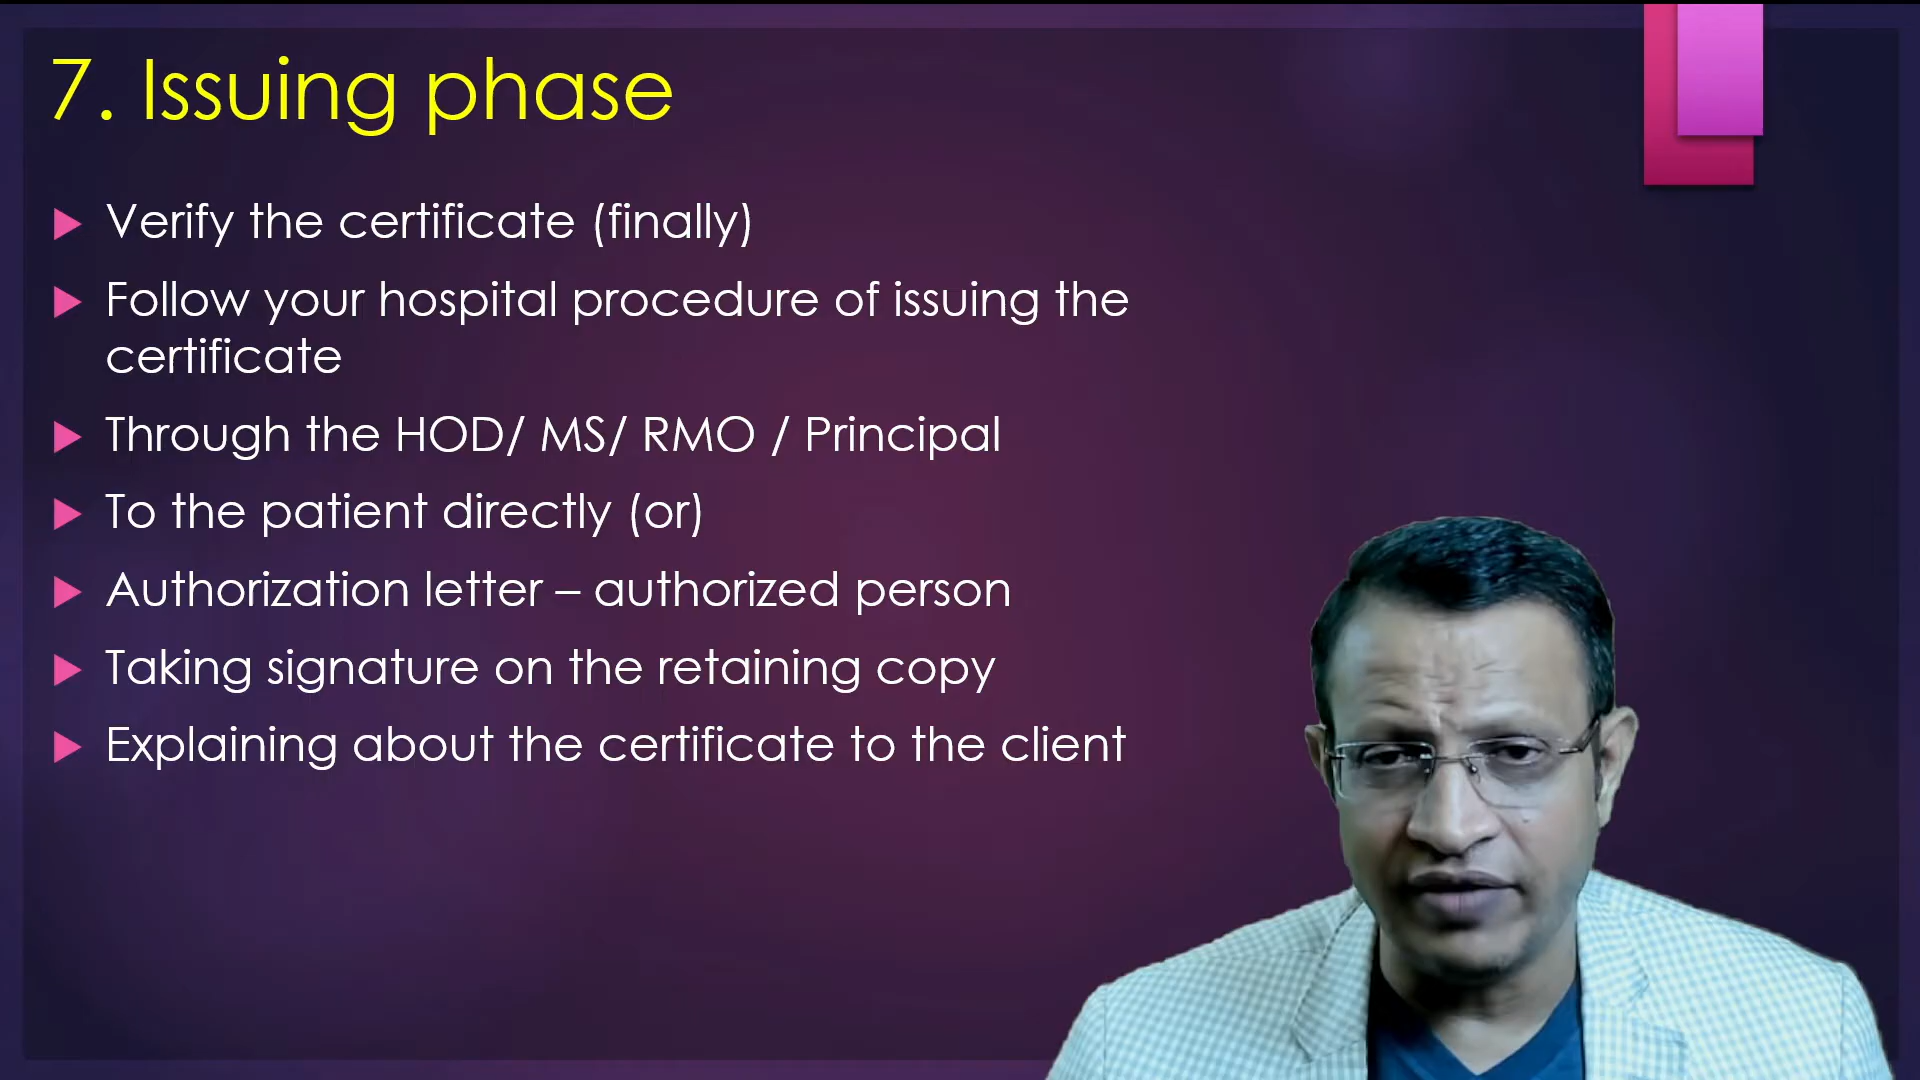 7. Issuing phase
Verify the certificate (finally)
Follow your hospital procedure of issuing the
certificate
Through the HOD/ MS/ RMO / Principal
To the patient directly (or)
Authorization letter – authorized person
Taking signature on the retaining copy
Explaining about the certificate to the client